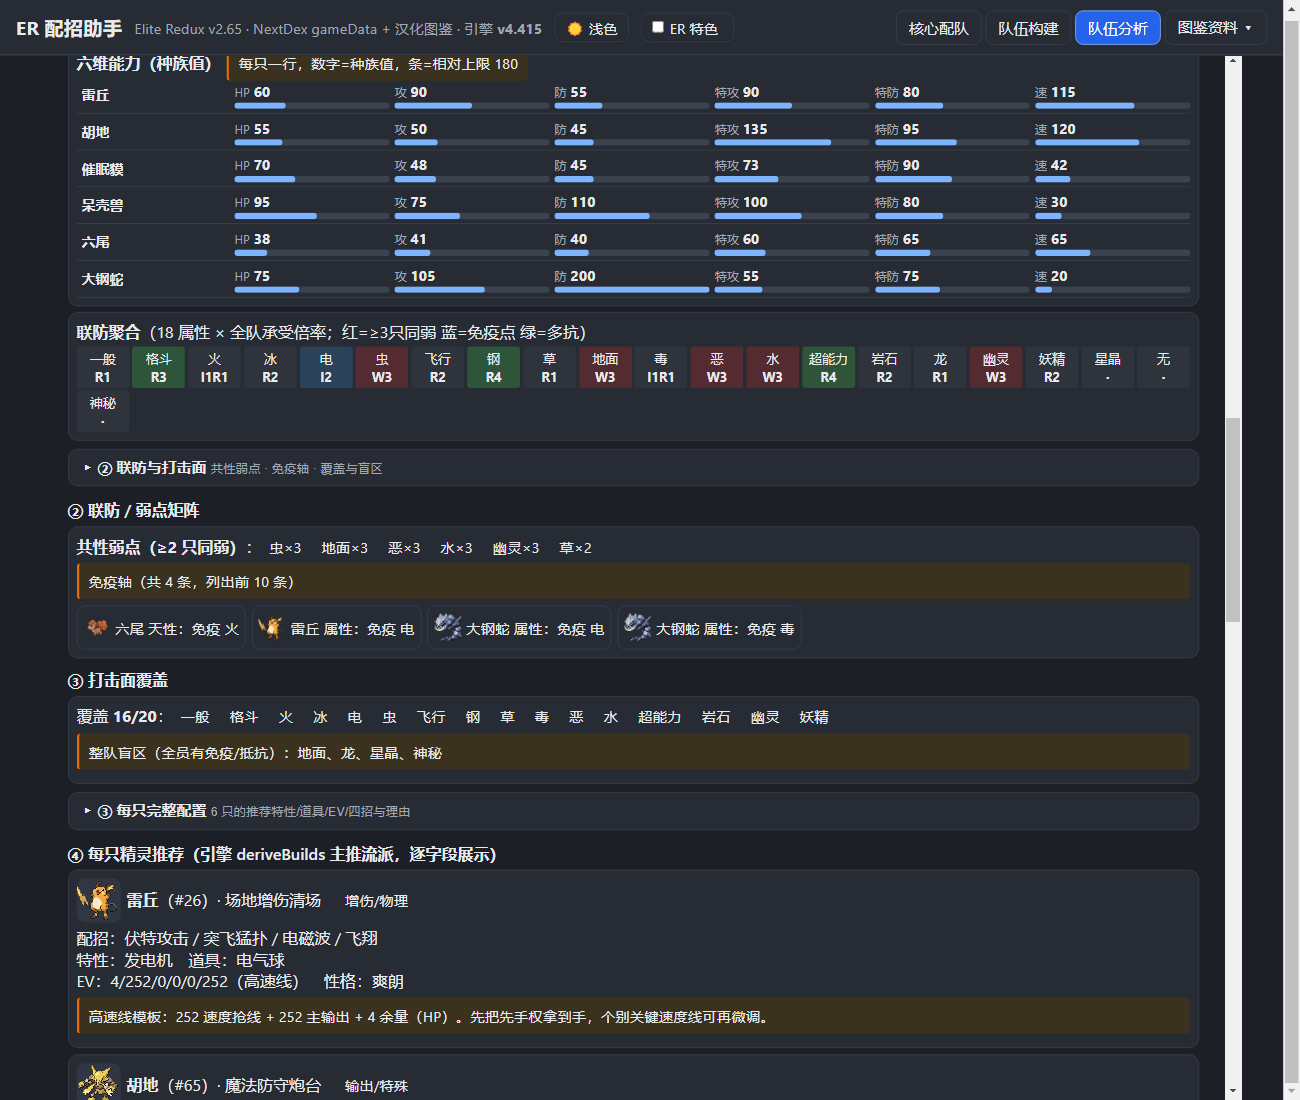 ER 配招助手 Elite Redux v2.65 · NextDex gameData + 汉化图鉴 · 引擎 v4.415 浅色 ER 特色 核心配队 队伍构建 队伍分析 图鉴资料 ▼
六维能力（种族值） 每只一行，数字=种族值，条=相对上限 180
雷丘 HP 60 攻 90 防 55 特攻 90 特防 80 速 115
胡地 HP 55 攻 50 防 45 特攻 135 特防 95 速 120
催眠貘 HP 70 攻 48 防 45 特攻 73 特防 90 速 42
呆壳兽 HP 95 攻 75 防 110 特攻 100 特防 80 速 30
六尾 HP 38 攻 41 防 40 特攻 60 特防 65 速 65
大钢蛇 HP 75 攻 105 防 200 特攻 55 特防 75 速 20
联防聚合（18 属性 × 全队承受倍率；红=≥3只同弱 蓝=免疫点 绿=多抗）
一般 格斗 火 冰 电 虫 飞行 钢 草 地面 毒 恶 水 超能力 岩石 龙 幽灵 妖精 星晶 无
R1 R3 I1R1 R2 I2 W3 R2 R4 R1 W3 I1R1 W3 W3 R4 R2 R1 W3 R2 - -
神秘
-
▸ ② 联防与打击面 共性弱点 · 免疫轴 · 覆盖与盲区
② 联防 / 弱点矩阵
共性弱点（≥2 只同弱）： 虫×3 地面×3 恶×3 水×3 幽灵×3 草×2
免疫轴（共 4 条，列出前 10 条）
六尾 天性：免疫 火 雷丘 属性：免疫 电 大钢蛇 属性：免疫 电 大钢蛇 属性：免疫 毒
③ 打击面覆盖
覆盖 16/20： 一般 格斗 火 冰 电 虫 飞行 钢 草 毒 恶 水 超能力 岩石 幽灵 妖精
整队盲区（全员有免疫/抵抗）：地面、龙、星晶、神秘
▸ ③ 每只完整配置 6 只的推荐特性/道具/EV/四招与理由
④ 每只精灵推荐（引擎 deriveBuilds 主推流派，逐字段展示）
雷丘（#26）· 场地增伤清场 增伤/物理
配招：伏特攻击 / 突飞猛扑 / 电磁波 / 飞翔
特性：发电机 道具：电气球
EV：4/252/0/0/0/252（高速线） 性格：爽朗
高速线模板：252 速度抢线 + 252 主输出 + 4 余量（HP）。先把先手权拿到手，个别关键速度线可再微调。
胡地（#65）· 魔法防守炮台 输出/特殊